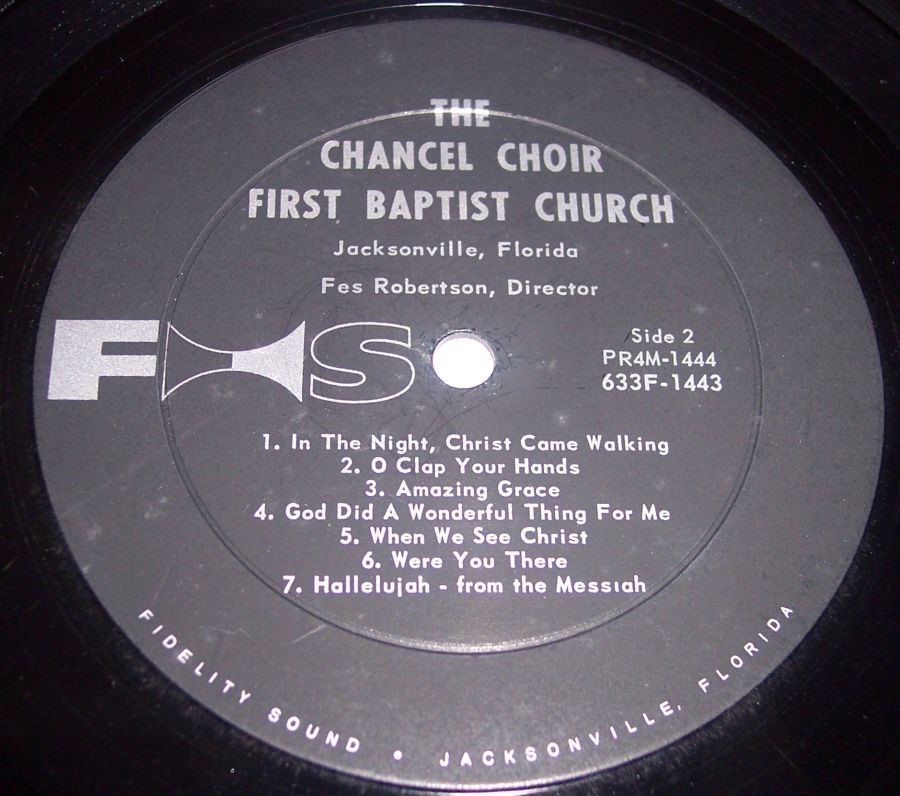 THE
CHANCEL CHOIR
FIRST BAPTIST CHURCH
Jacksonville, Florida
Fes Robertson, Director
FS
Side 2
PR4M-1444
633F-1443
1. In The Night, Christ Came Walking
2. O Clap Your Hands
3. Amazing Grace
4. God Did A Wonderful Thing For Me
5. When We See Christ
6. Were You There
7. Hallelujah - from the Messiah
FIDELITY SOUND • JACKSONVILLE, FLORIDA